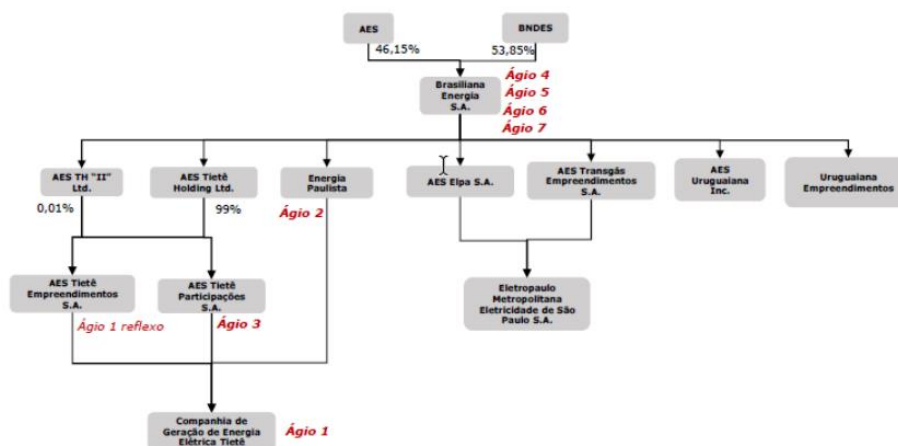 AES
BNDES
46,15%
53,85%
Brasiliana
Energia
S.A.
Ágio 4
Ágio 5
Ágio 6
Ágio 7
AES TH "II"
Ltd.
AES Tietê
Holding Ltd.
Energia
Paulista
AES Elpa S.A.
AES Transgás
Empreendimentos
S.A.
AES
Uruguaiana
Inc.
Uruguaiana
Empreendimentos
0,01%
99%
Ágio 2
AES Tietê
Empreendimentos
S.A.
AES Tietê
Participações
S.A.
Eletropaulo
Metropolitana
Eletricidade de São
Paulo S.A.
Ágio 1 reflexo
Ágio 3
Companhia de
Geração de Energia
Elétrica Tietê
Ágio 1